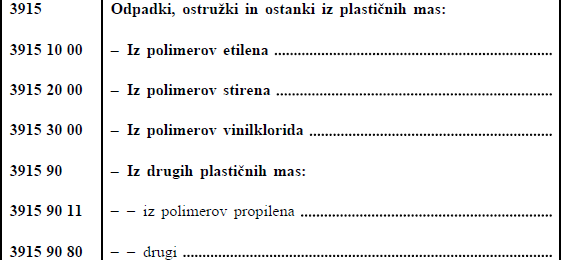 3915 Odpadki, ostružki in ostanki iz plastičnih mas:
3915 10 00 – Iz polimerov etilena ........................................................
3915 20 00 – Iz polimerov stirena ........................................................
3915 30 00 – Iz polimerov vinilklorida .................................................
3915 90 – Iz drugih plastičnih mas:
3915 90 11 – – iz polimerov propilena ...................................................
3915 90 80 – – drugi ...........................................................................